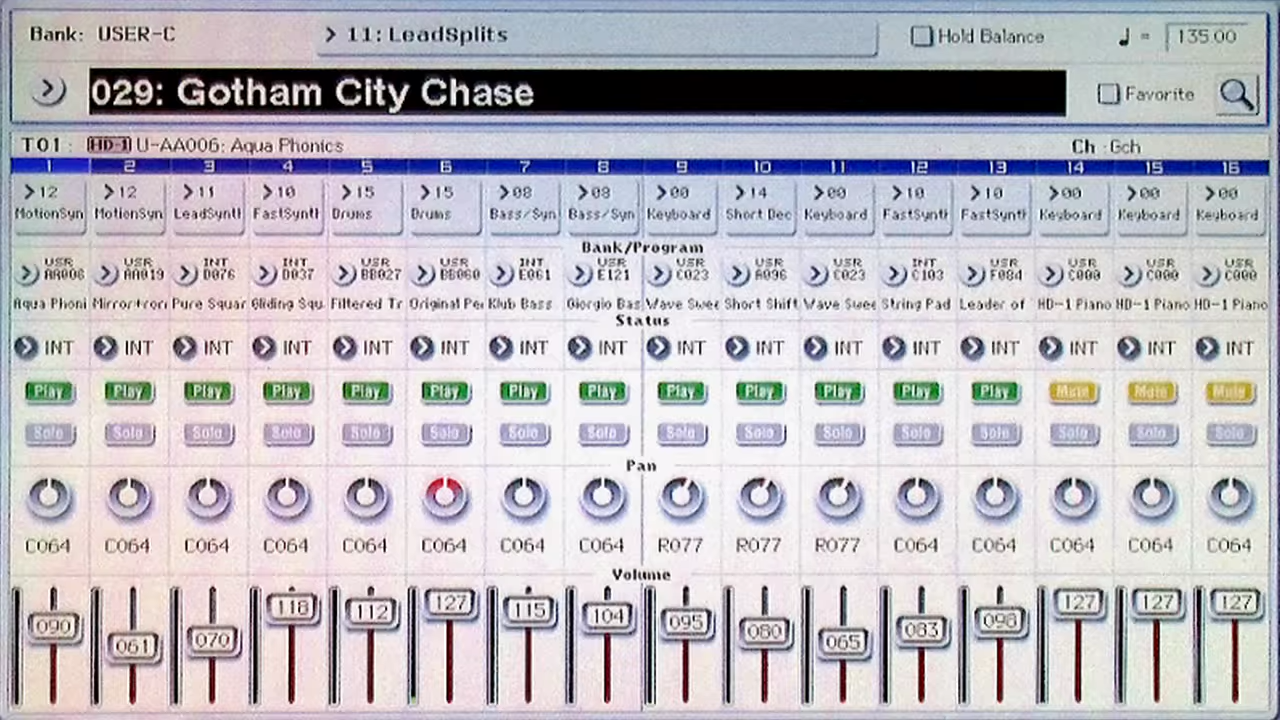 Bank: USER-C > 11: LeadSplits Hold Balance ♩ = 135.00
029: Gotham City Chase Favorite
T01: HD-1 U-AA006: Aqua Phonics Ch :Gch
1 2 3 4 5 6 7 8 9 10 11 12 13 14 15 16
>12 >12 >11 >10 >15 >15 >08 >08 >00 >14 >00 >10 >10 >00 >00 >00
MotionSyn MotionSyn LeadSyntl FastSyntl Drums Drums Bass/Syn Bass/Syn Keyboard Short Dec Keyboard FastSyntl FastSyntl Keyboard Keyboard Keyboard
Bank/Program
USR USR INT INT USR USR INT USR USR USR USR INT USR USR USR USR
AA006 AA019 D076 D037 BB027 BB060 E061 E121 C023 A096 C023 C103 F084 C000 C000 C000
Aqua Phoni Mirrortron Pure Squar Gliding Squ Filtered Tr Original Pe Klub Bass Giorgio Bas Wave Swee Short Shift Wave Swee String Pad Leader of HD-1 Piano HD-1 Piano HD-1 Piano
Status
INT INT INT INT INT INT INT INT INT INT INT INT INT INT INT INT
Play Play Play Play Play Play Play Play Play Play Play Play Play Mute Mute Mute
Solo Solo Solo Solo Solo Solo Solo Solo Solo Solo Solo Solo Solo Solo Solo Solo
Pan
C064 C064 C064 C064 C064 C064 C064 C064 R077 R077 R077 C064 C064 C064 C064 C064
Volume
090 061 070 118 112 127 115 104 095 080 065 083 098 127 127 127